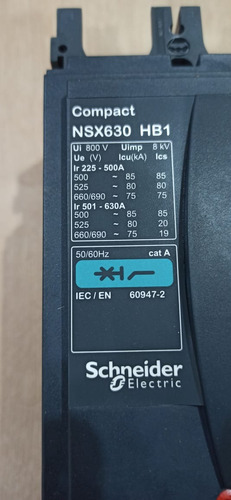 Compact
NSX630 HB1
Ui 800 V Uimp 8 kV
Ue (V) Icu(kA) Ics
Ir 225 - 500A
500 ~ 85 85
525 ~ 80 80
660/690 ~ 75 75
Ir 501 - 630A
500 ~ 85 85
525 ~ 80 20
660/690 ~ 75 19
50/60Hz cat A
IEC / EN 60947-2
Schneider
Electric